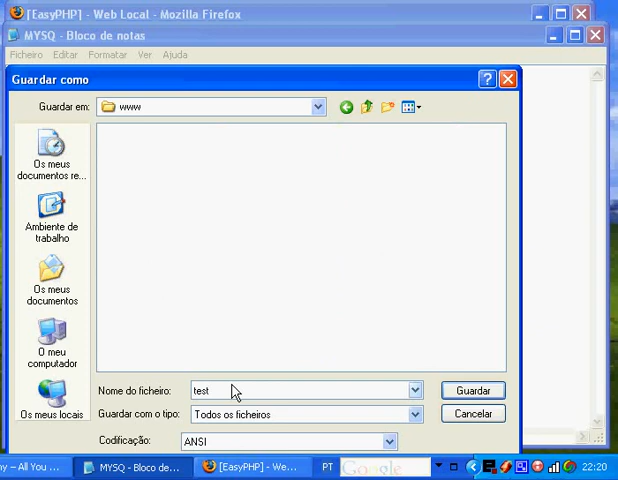 [EasyPHP] - Web Local - Mozilla Firefox
MYSQ - Bloco de notas
Ficheiro Editar Formatar Ver Ajuda
Guardar como
Guardar em: www
Os meus
documentos re...
Ambiente de
trabalho
Os meus
documentos
O meu
computador
Os meus locais
Nome do ficheiro: test Guardar
Guardar com o tipo: Todos os ficheiros Cancelar
Codificação: ANSI
ny – All You ... MYSQ - Bloco de... [EasyPHP] - We... PT Google 22:20